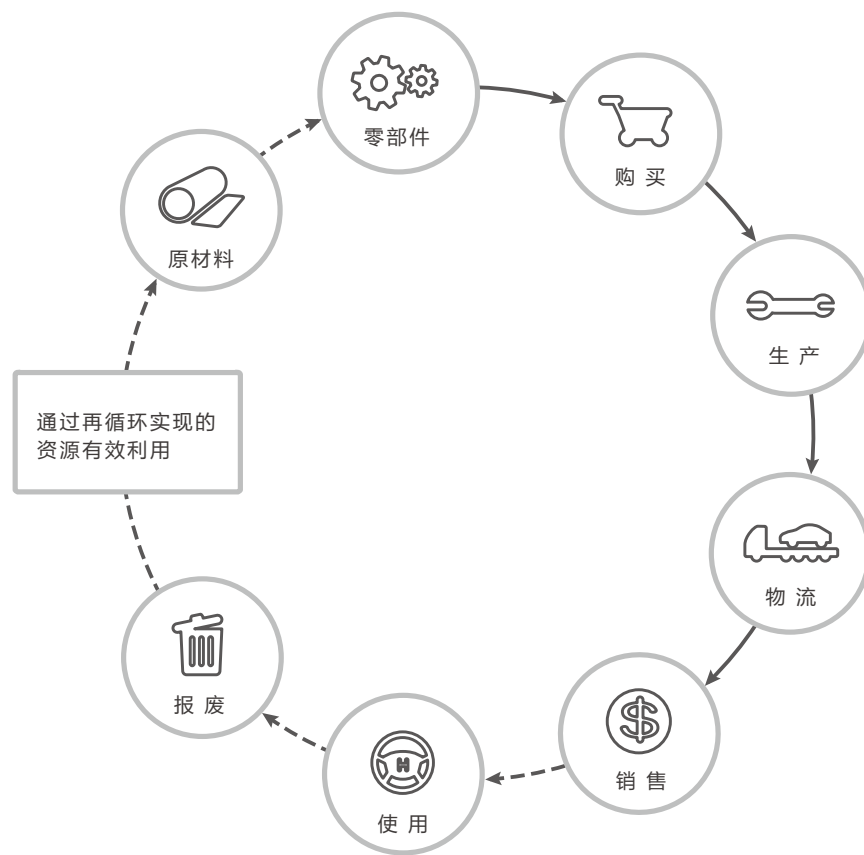 零部件
购 买
原材料
生 产
通过再循环实现的
资源有效利用
物 流
报 废
销 售
使 用